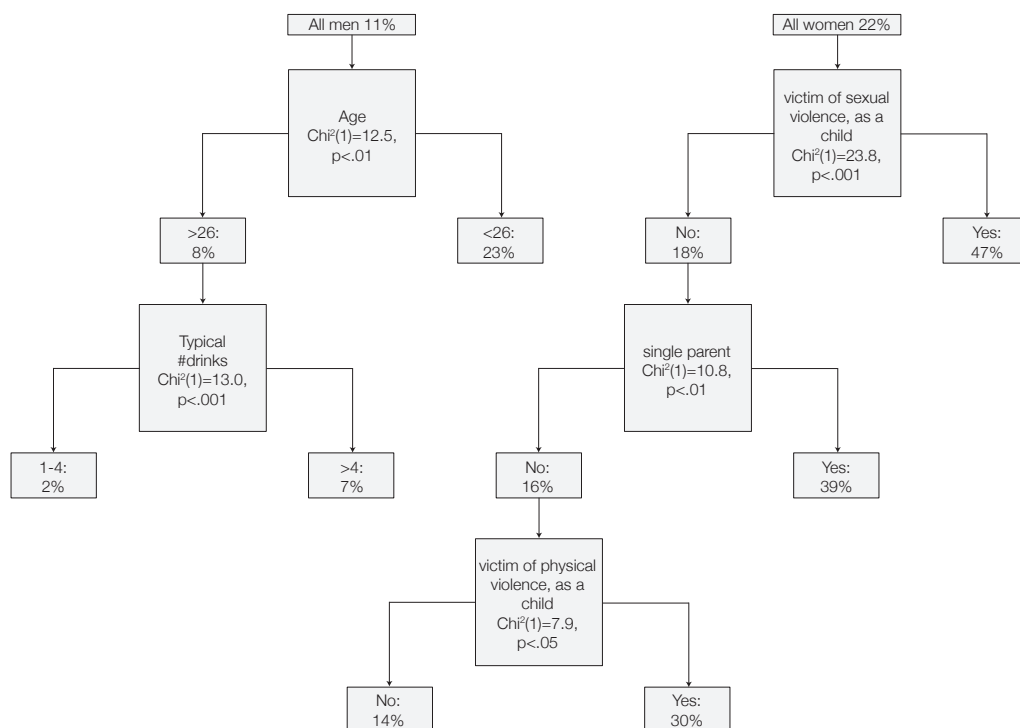 All men 11%
Age
Chi²(1)=12.5,
p<.01
>26:
8%
<26:
23%
Typical
#drinks
Chi²(1)=13.0,
p<.001
1-4:
2%
>4:
7%
All women 22%
victim of sexual
violence, as a
child
Chi²(1)=23.8,
p<.001
No:
18%
Yes:
47%
single parent
Chi²(1)=10.8,
p<.01
No:
16%
Yes:
39%
victim of physical
violence, as a
child
Chi²(1)=7.9,
p<.05
No:
14%
Yes:
30%